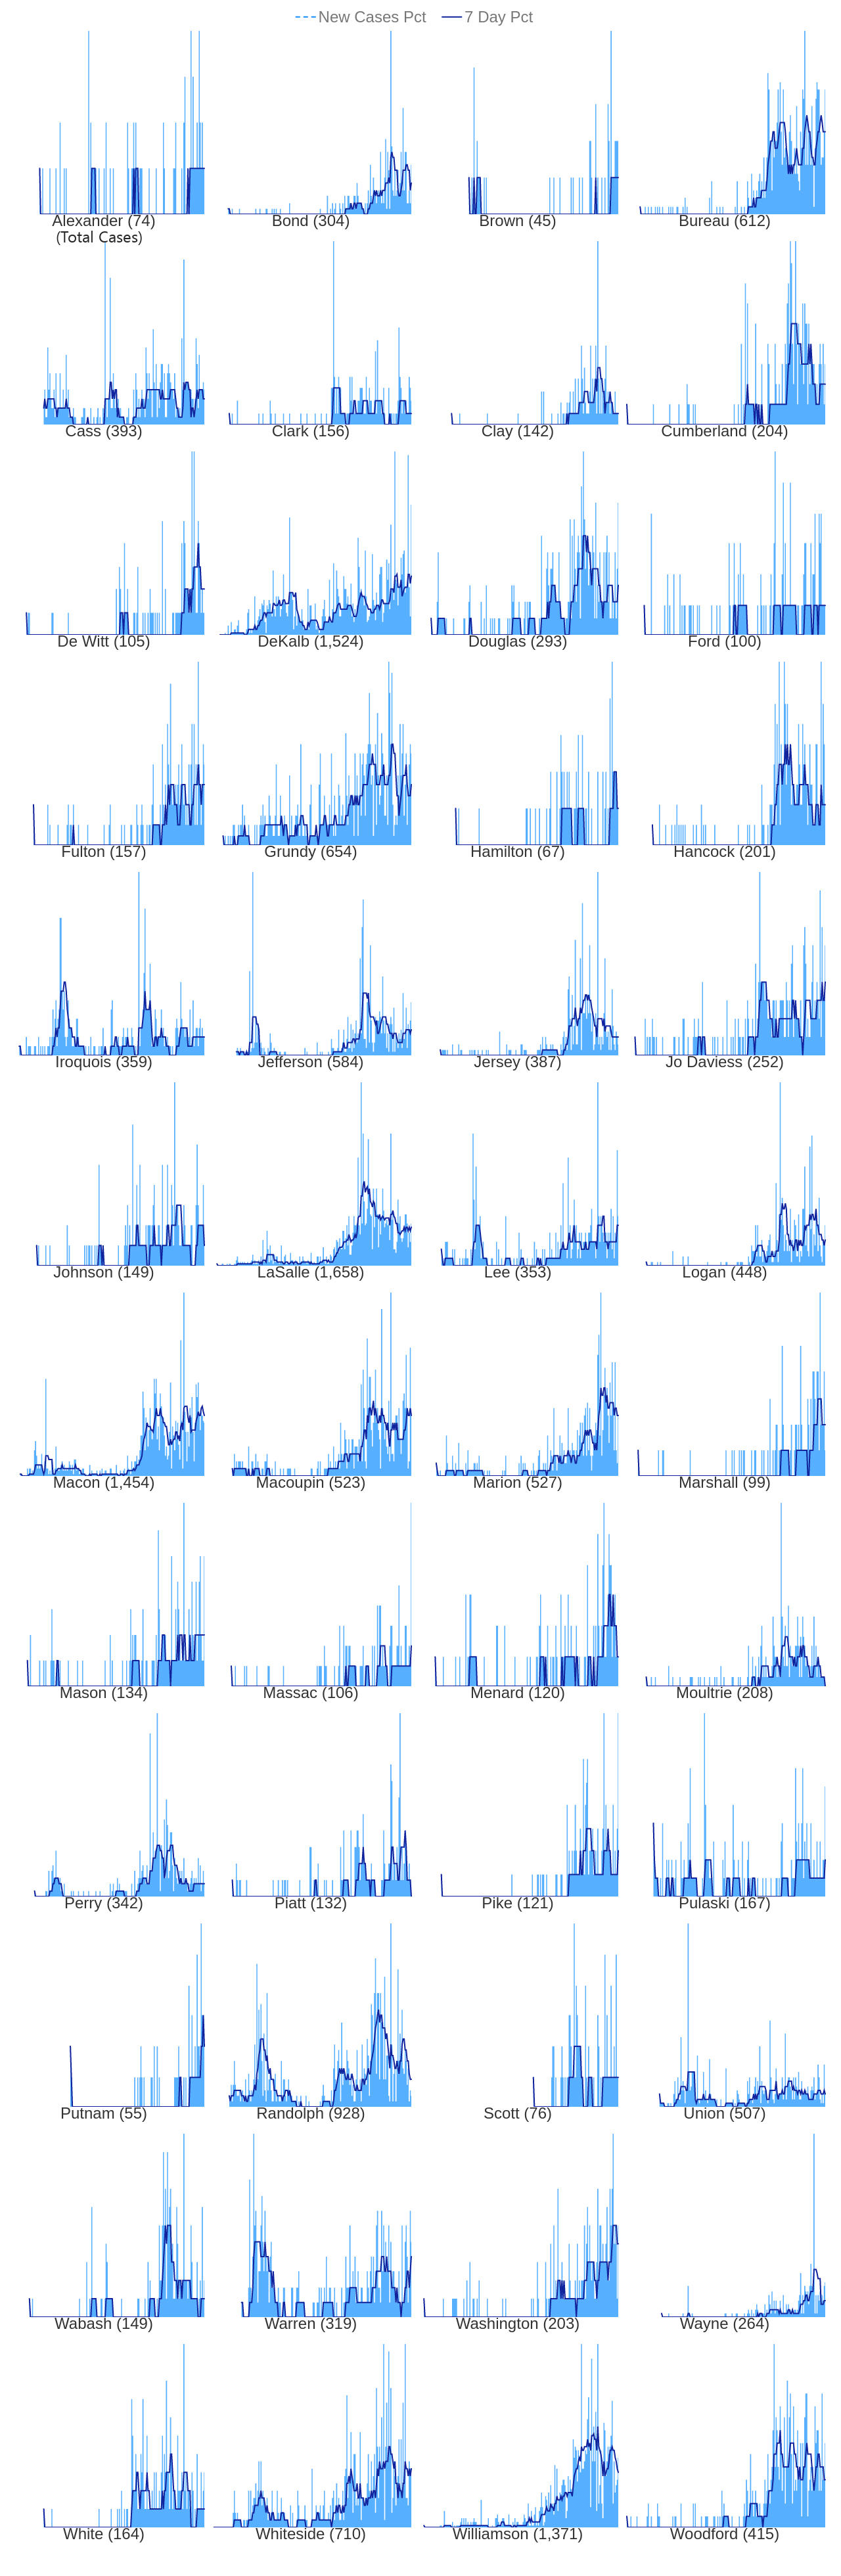 New Cases Pct 7 Day Pct
Alexander (74) Bond (304) Brown (45) Bureau (612)
(Total Cases)
Cass (393) Clark (156) Clay (142) Cumberland (204)
De Witt (105) DeKalb (1,524) Douglas (293) Ford (100)
Fulton (157) Grundy (654) Hamilton (67) Hancock (201)
Iroquois (359) Jefferson (584) Jersey (387) Jo Daviess (252)
Johnson (149) LaSalle (1,658) Lee (353) Logan (448)
Macon (1,454) Macoupin (523) Marion (527) Marshall (99)
Mason (134) Massac (106) Menard (120) Moultrie (208)
Perry (342) Piatt (132) Pike (121) Pulaski (167)
Putnam (55) Randolph (928) Scott (76) Union (507)
Wabash (149) Warren (319) Washington (203) Wayne (264)
White (164) Whiteside (710) Williamson (1,371) Woodford (415)